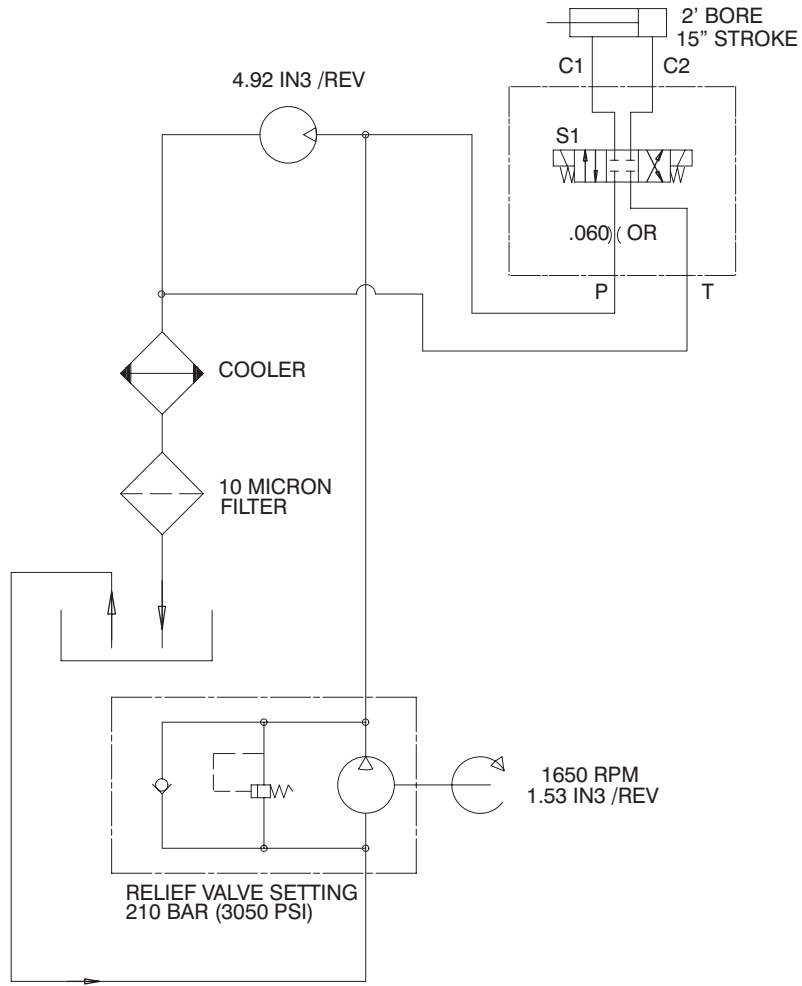 2' BORE
15” STROKE
C1 C2
4.92 IN3 /REV
S1
.060 OR
P T
COOLER
10 MICRON
FILTER
1650 RPM
1.53 IN3 /REV
RELIEF VALVE SETTING
210 BAR (3050 PSI)